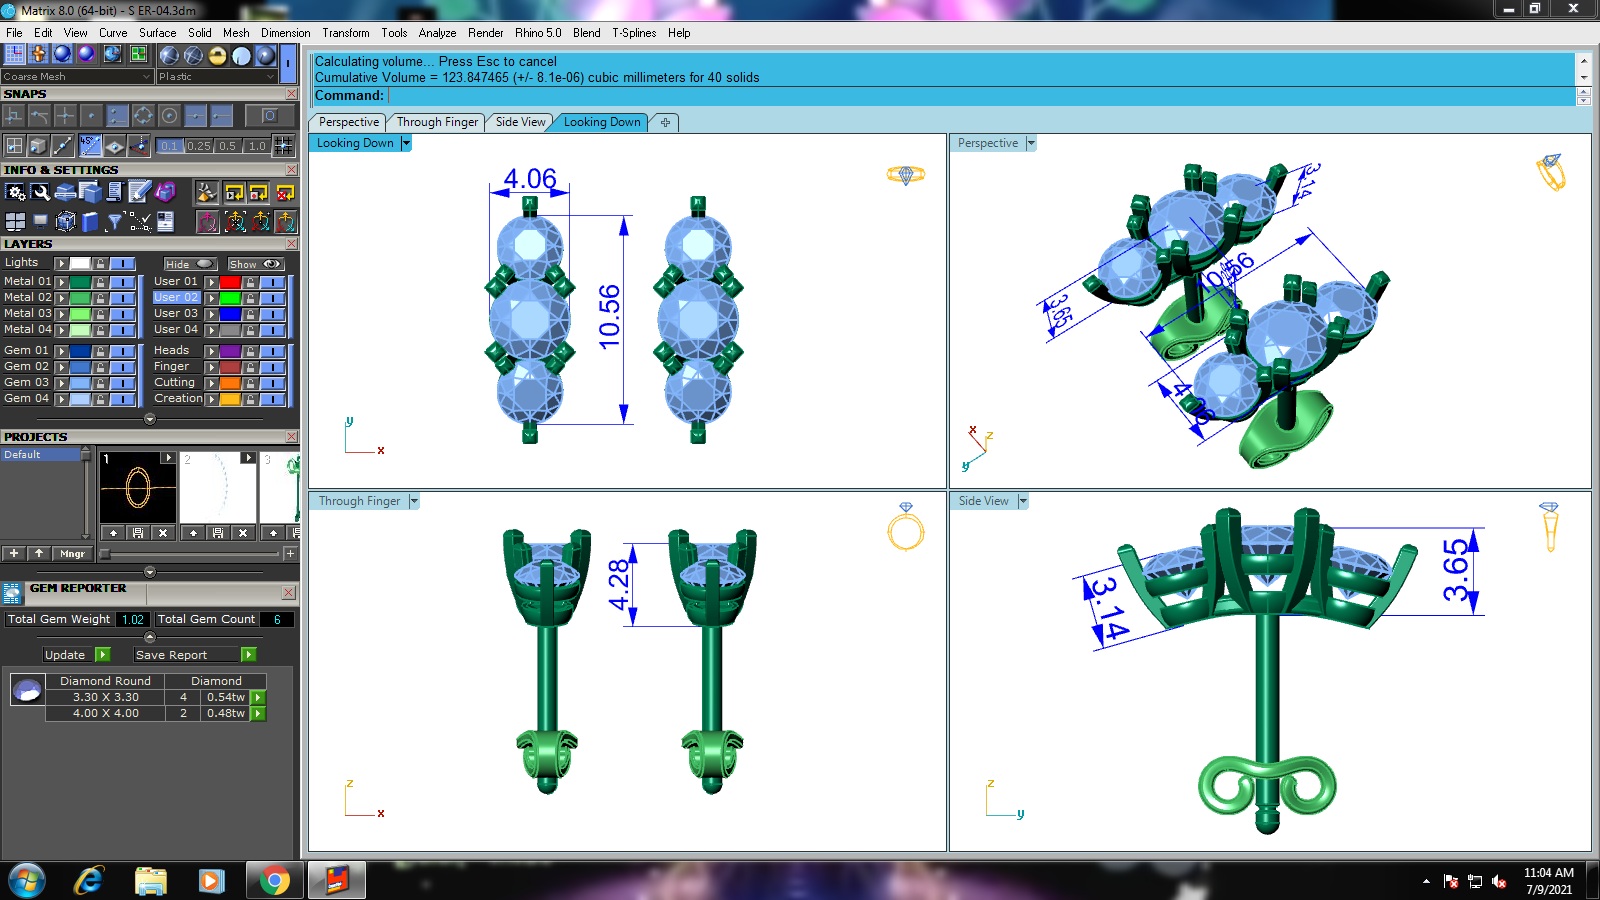 Matrix 8.0 (64-bit) - S ER-04.3dm
File Edit View Curve Surface Solid Mesh Dimension Transform Tools Analyze Render Rhino 5.0 Blend T-Splines Help
Coarse Mesh Plastic
Calculating volume... Press Esc to cancel
Cumulative Volume = 123.847465 (+/- 8.1e-06) cubic millimeters for 40 solids
Command:
SNAPS
45°
0.1 0.25 0.5 1.0
INFO & SETTINGS
LAYERS
Lights Hide Show
Metal 01 User 01
Metal 02 User 02
Metal 03 User 03
Metal 04 User 04
Gem 01 Heads
Gem 02 Finger
Gem 03 Cutting
Gem 04 Creation
PROJECTS
Default
1 2 3
Mngr
GEM REPORTER
Total Gem Weight 1.02 Total Gem Count 6
Update Save Report
Diamond Round Diamond
3.30 X 3.30 4 0.54tw
4.00 X 4.00 2 0.48tw
Perspective Through Finger Side View Looking Down
Looking Down
4.06
10.56
y
x
Perspective
3.14
10.56
3.65
4.06
x
z
y
Through Finger
4.28
z
x
Side View
3.14
3.65
z
y
11:04 AM
7/9/2021